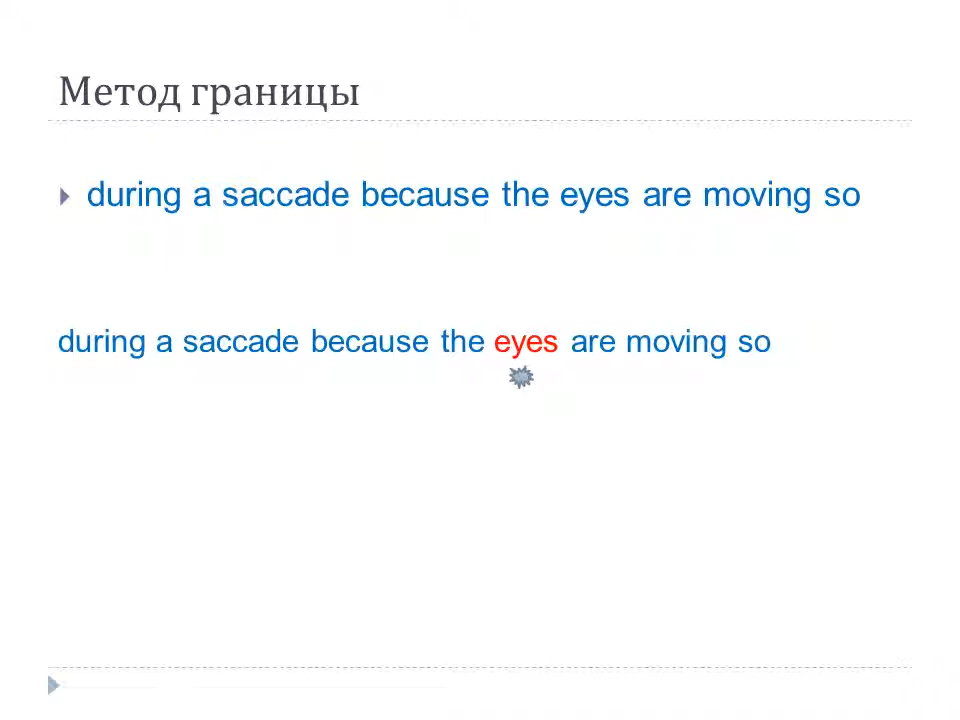 Метод границы
during a saccade because the eyes are moving so
during a saccade because the eyes are moving so